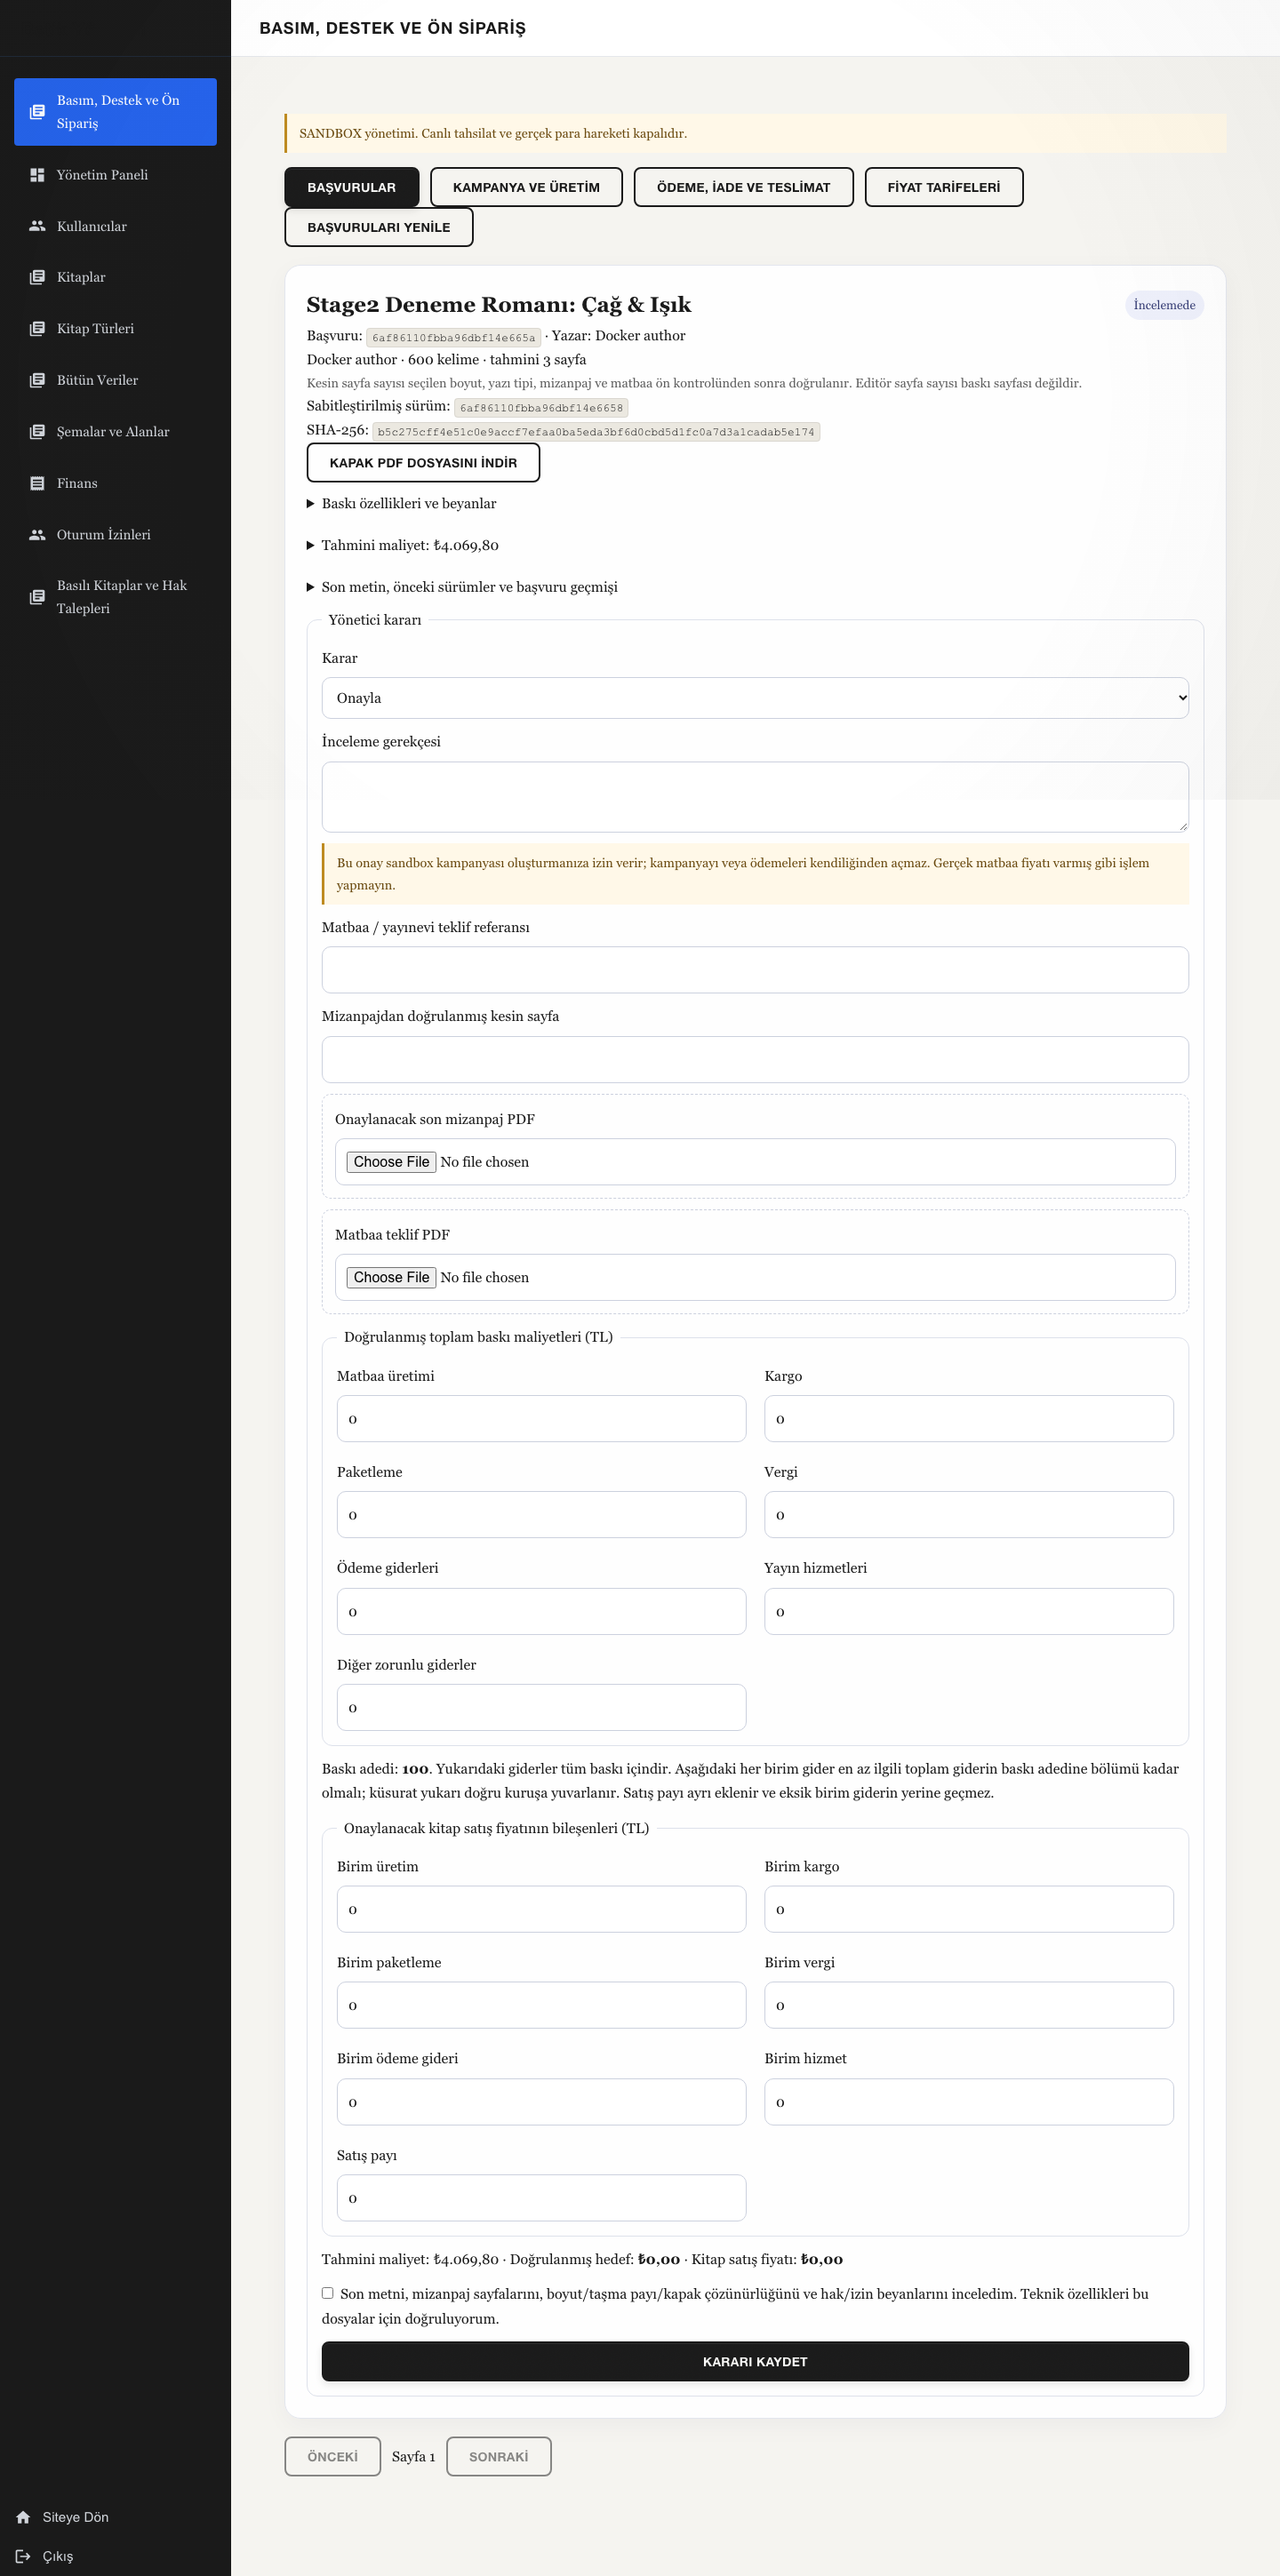 BASIM, DESTEK VE ÖN SİPARİŞ
Basım, Destek ve Ön
Sipariş
Yönetim Paneli
Kullanıcılar
Kitaplar
Kitap Türleri
Bütün Veriler
Şemalar ve Alanlar
Finans
Oturum İzinleri
Basılı Kitaplar ve Hak
Talepleri
Siteye Dön
Çıkış
SANDBOX yönetimi. Canlı tahsilat ve gerçek para hareketi kapalıdır.
BAŞVURULAR
KAMPANYA VE ÜRETİM
ÖDEME, İADE VE TESLİMAT
FİYAT TARİFELERİ
BAŞVURULARI YENİLE
Stage2 Deneme Romanı: Çağ & Işık
İncelemede
Başvuru: 6af86110fbba96dbf14e665a · Yazar: Docker author
Docker author · 600 kelime · tahmini 3 sayfa
Kesin sayfa sayısı seçilen boyut, yazı tipi, mizanpaj ve matbaa ön kontrolünden sonra doğrulanır. Editör sayfa sayısı baskı sayfası değildir.
Sabitleştirilmiş sürüm: 6af86110fbba96dbf14e6658
SHA-256: b5c275cff4e51c0e9accf7efaa0ba5eda3bf6d0cbd5d1fc0a7d3a1cadab5e174
KAPAK PDF DOSYASINI İNDİR
Baskı özellikleri ve beyanlar
Tahmini maliyet: ₺4.069,80
Son metin, önceki sürümler ve başvuru geçmişi
Yönetici kararı
Karar
Onayla
İnceleme gerekçesi
Bu onay sandbox kampanyası oluşturmanıza izin verir; kampanyayı veya ödemeleri kendiliğinden açmaz. Gerçek matbaa fiyatı varmış gibi işlem
yapmayın.
Matbaa / yayınevi teklif referansı
Mizanpajdan doğrulanmış kesin sayfa
Onaylanacak son mizanpaj PDF
Choose File No file chosen
Matbaa teklif PDF
Choose File No file chosen
Doğrulanmış toplam baskı maliyetleri (TL)
Matbaa üretimi
0
Kargo
0
Paketleme
0
Vergi
0
Ödeme giderleri
0
Yayın hizmetleri
0
Diğer zorunlu giderler
0
Baskı adedi: 100. Yukarıdaki giderler tüm baskı içindir. Aşağıdaki her birim gider en az ilgili toplam giderin baskı adedine bölümü kadar
olmalı; küsurat yukarı doğru kuruşa yuvarlanır. Satış payı ayrı eklenir ve eksik birim giderin yerine geçmez.
Onaylanacak kitap satış fiyatının bileşenleri (TL)
Birim üretim
0
Birim kargo
0
Birim paketleme
0
Birim vergi
0
Birim ödeme gideri
0
Birim hizmet
0
Satış payı
0
Tahmini maliyet: ₺4.069,80 · Doğrulanmış hedef: ₺0,00 · Kitap satış fiyatı: ₺0,00
Son metni, mizanpaj sayfalarını, boyut/taşma payı/kapak çözünürlüğünü ve hak/izin beyanlarını inceledim. Teknik özellikleri bu
dosyalar için doğruluyorum.
KARARI KAYDET
ÖNCEKİ
Sayfa 1
SONRAKİ